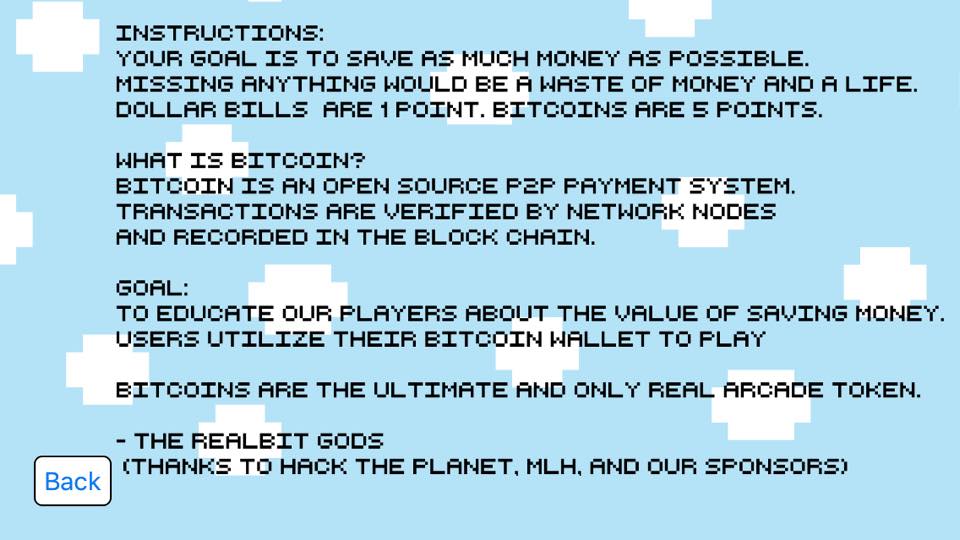 INSTRUCTIONS:
YOUR GOAL IS TO SAVE AS MUCH MONEY AS POSSIBLE.
MISSING ANYTHING WOULD BE A WASTE OF MONEY AND A LIFE.
DOLLAR BILLS  ARE 1 POINT. BITCOINS ARE 5 POINTS.
WHAT IS BITCOIN?
BITCOIN IS AN OPEN SOURCE P2P PAYMENT SYSTEM.
TRANSACTIONS ARE VERIFIED BY NETWORK NODES
AND RECORDED IN THE BLOCK CHAIN.
GOAL:
TO EDUCATE OUR PLAYERS ABOUT THE VALUE OF SAVING MONEY.
USERS UTILIZE THEIR BITCOIN WALLET TO PLAY
BITCOINS ARE THE ULTIMATE AND ONLY REAL ARCADE TOKEN.
- THE REALBIT GODS
(THANKS TO HACK THE PLANET, MLH, AND OUR SPONSORS)
Back